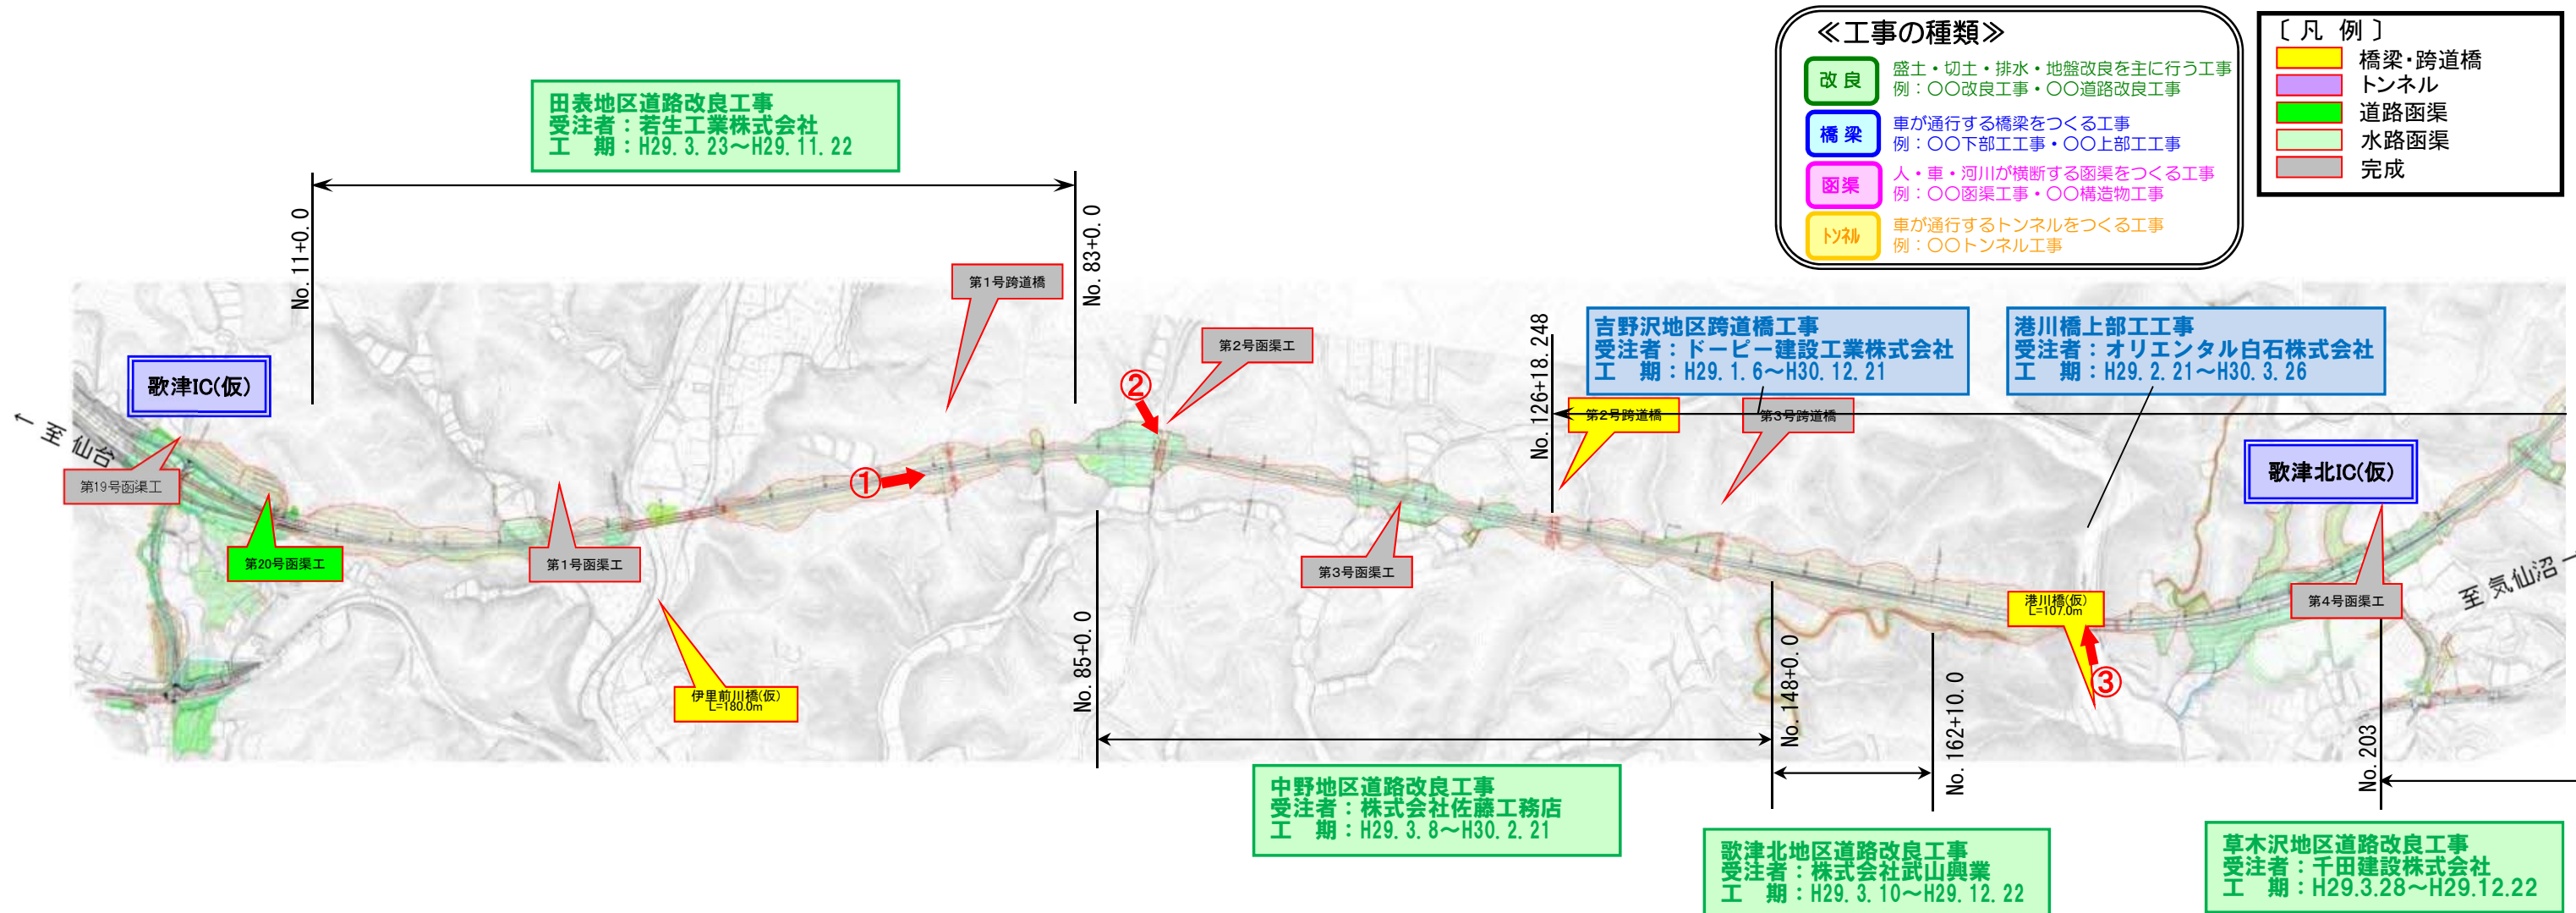 ≪工事の種類≫
改良
盛土・切土・排水・地盤改良を主に行う工事
例：〇〇改良工事・〇〇道路改良工事
橋梁
車が通行する橋梁をつくる工事
例：〇〇下部工工事・〇〇上部工工事
函渠
人・車・河川が横断する函渠をつくる工事
例：〇〇函渠工事・〇〇構造物工事
トンネル
車が通行するトンネルをつくる工事
例：〇〇トンネル工事
〔凡 例〕
橋梁・跨道橋
トンネル
道路函渠
水路函渠
完成
田表地区道路改良工事
受注者：若生工業株式会社
工　期：H29.3.23～H29.11.22
No.11+0.0
No.83+0.0
第1号跨道橋
②
第2号函渠工
No.126+18.248
吉野沢地区跨道橋工事
受注者：ドーピー建設工業株式会社
工　期：H29.1.6～H30.12.21
港川橋上部工工事
受注者：オリエンタル白石株式会社
工　期：H29.2.21～H30.3.26
歌津IC(仮)
←至 仙台
第19号函渠工
第20号函渠工
第1号函渠工
①
第2号跨道橋
第3号跨道橋
歌津北IC(仮)
第3号函渠工
港川橋(仮)
L=107.0m
第4号函渠工
至 気仙沼→
伊里前川橋(仮)
L=180.0m
③
No.85+0.0
No.148+0.0
No.162+10.0
No.203
中野地区道路改良工事
受注者：株式会社佐藤工務店
工　期：H29.3.8～H30.2.21
歌津北地区道路改良工事
受注者：株式会社武山興業
工　期：H29.3.10～H29.12.22
草木沢地区道路改良工事
受注者：千田建設株式会社
工　期：H29.3.28～H29.12.22